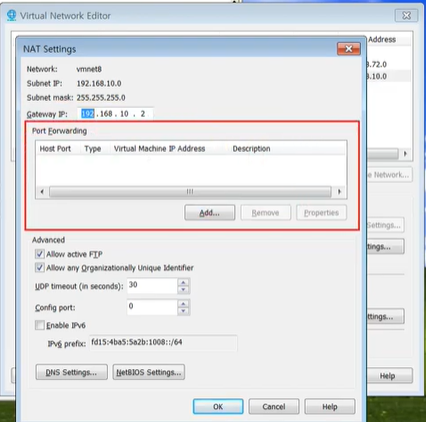 Virtual Network Editor
Address
NAT Settings
Network: vmnet8
Subnet IP: 192.168.10.0
Subnet mask: 255.255.255.0
Gateway IP: 192 . 168 . 10 . 2
8.72.0
8.10.0
Port Forwarding
Host Port Type Virtual Machine IP Address Description
Network...
Add... Remove Properties
Settings...
Advanced
Allow active FTP
Allow any Organizationally Unique Identifier
UDP timeout (in seconds): 30
Config port: 0
Enable IPv6
IPv6 prefix: fd15:4ba5:5a2b:1008::/64
DNS Settings... NetBIOS Settings...
Help
OK Cancel Help